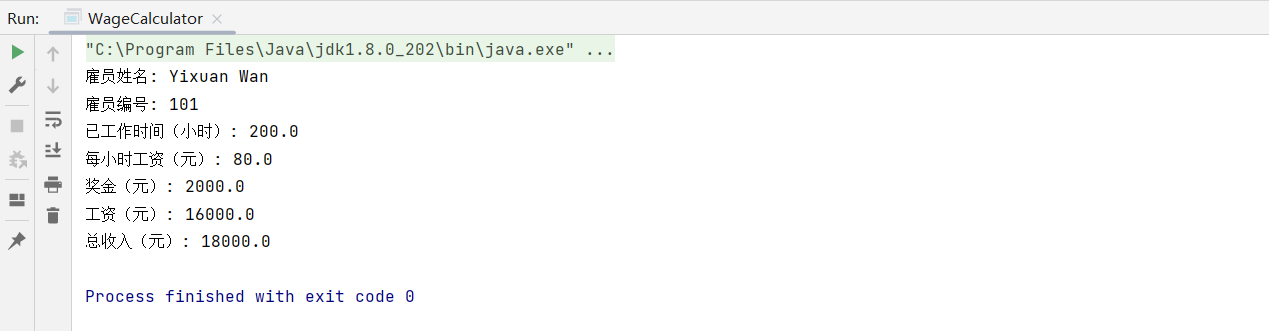 Run: WageCalculator
"C:\Program Files\Java\jdk1.8.0_202\bin\java.exe" ...
雇员姓名: Yixuan Wan
雇员编号: 101
已工作时间（小时）: 200.0
每小时工资（元）: 80.0
奖金（元）: 2000.0
工资（元）: 16000.0
总收入（元）: 18000.0
Process finished with exit code 0